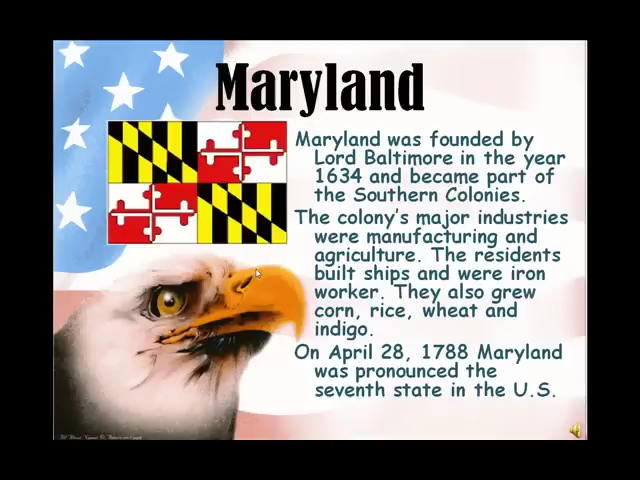 Maryland
Maryland was founded by
Lord Baltimore in the year
1634 and became part of
the Southern Colonies.
The colony's major industries
were manufacturing and
agriculture. The residents
built ships and were iron
worker. They also grew
corn, rice, wheat and
indigo.
On April 28, 1788 Maryland
was pronounced the
seventh state in the U.S.